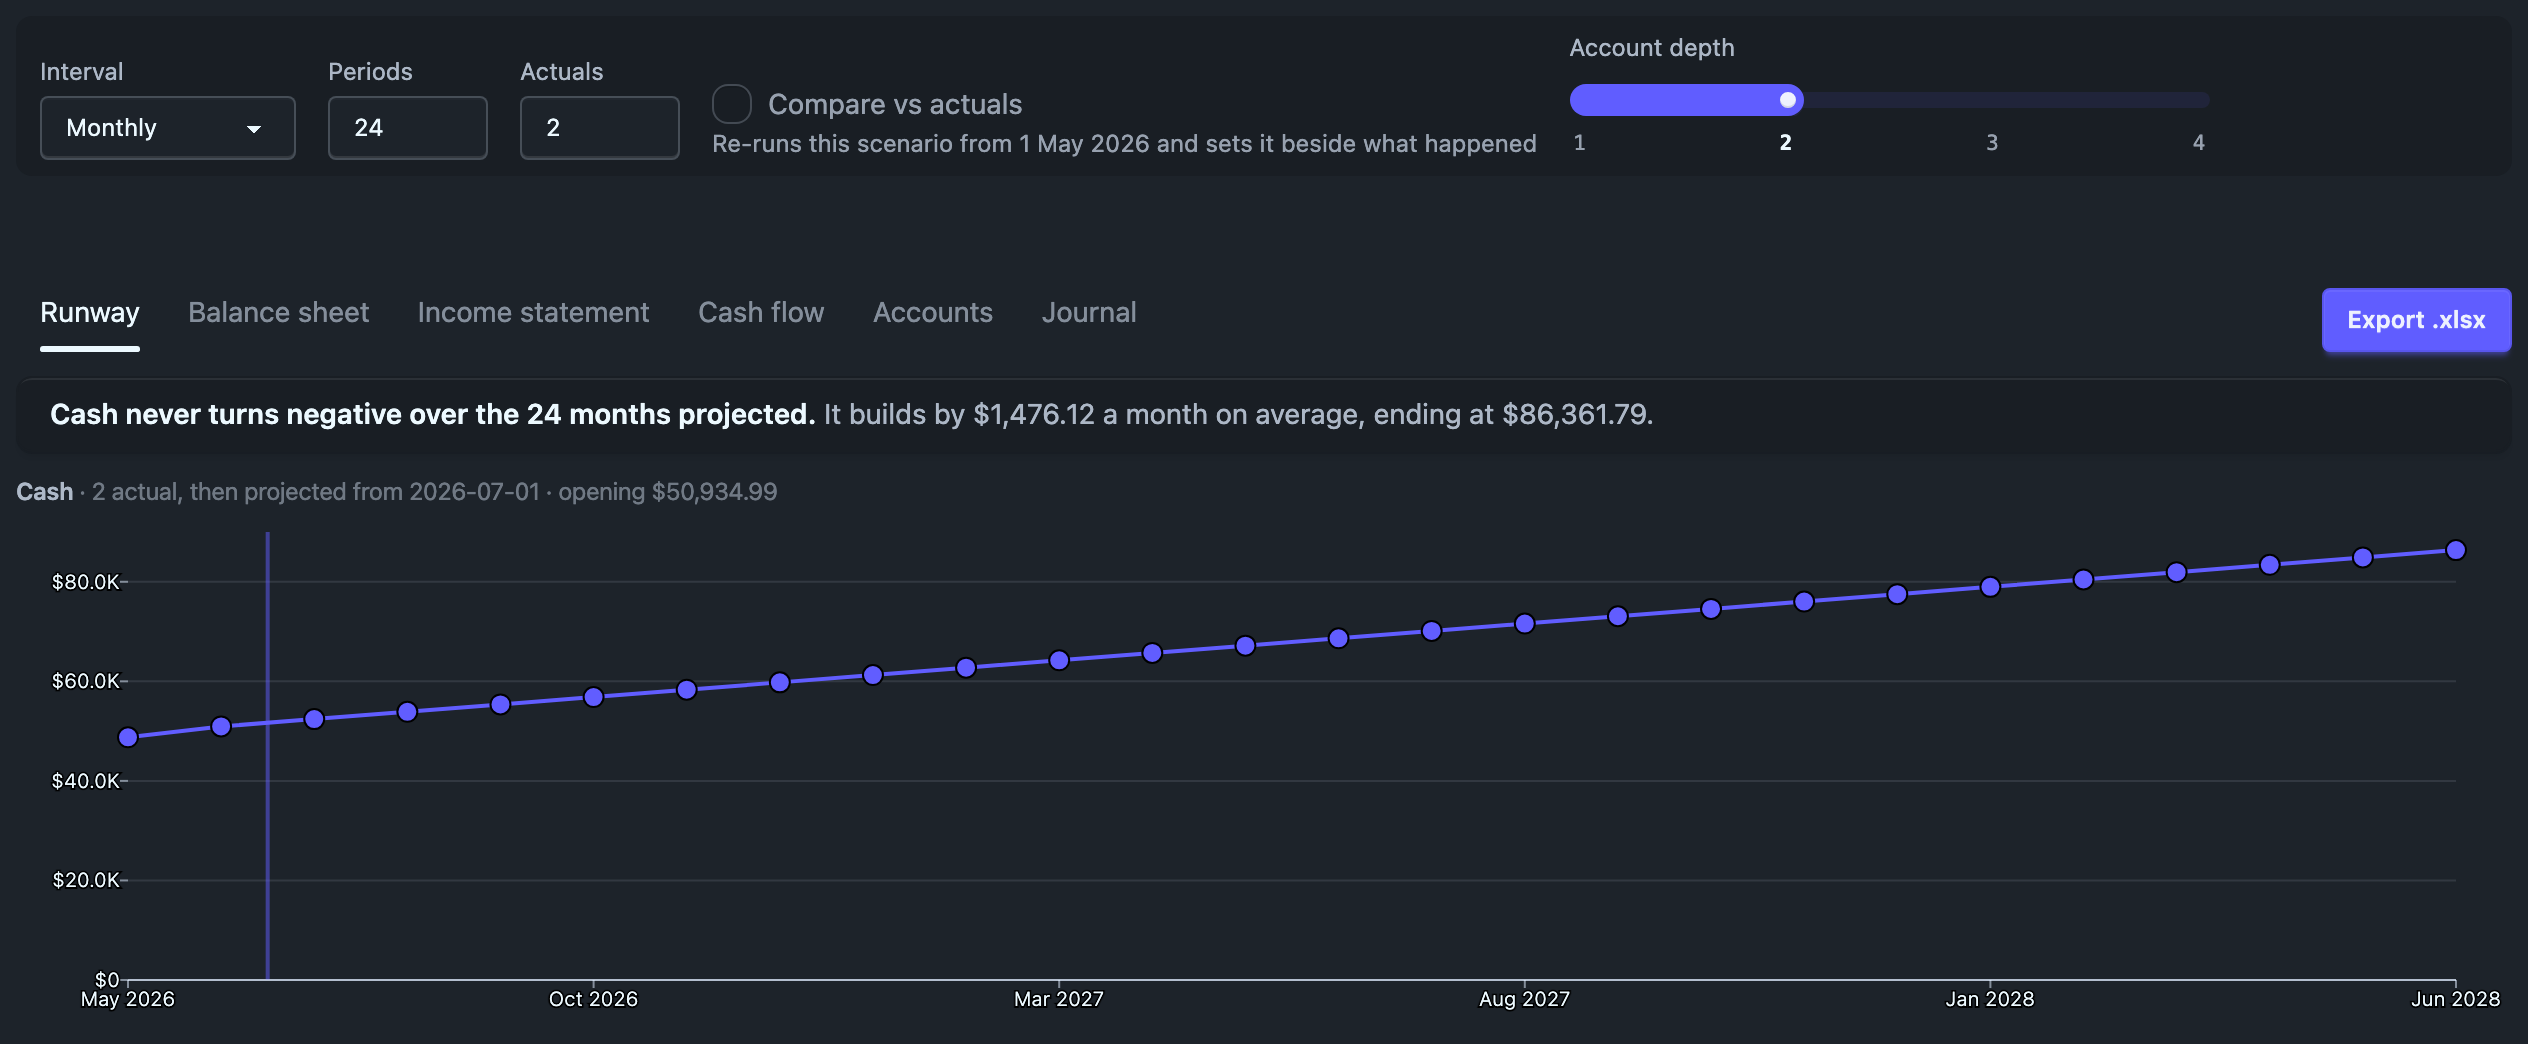 Account depth
Interval
Periods
Actuals
Monthly
24
2
Compare vs actuals
Re-runs this scenario from 1 May 2026 and sets it beside what happened
1
2
3
4
Runway
Balance sheet
Income statement
Cash flow
Accounts
Journal
Export .xlsx
Cash never turns negative over the 24 months projected. It builds by $1,476.12 a month on average, ending at $86,361.79.
Cash · 2 actual, then projected from 2026-07-01 · opening $50,934.99
$80.0K
$60.0K
$40.0K
$20.0K
$0
May 2026
Oct 2026
Mar 2027
Aug 2027
Jan 2028
Jun 2028